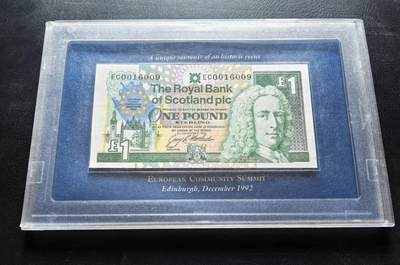 A unique souvenir of an historic event
EC0016009 EC0016009
£1
The Royal Bank
of Scotland plc
ONE POUND
STERLING
£1
EUROPEAN COMMUNITY SUMMIT
Edinburgh, December 1992